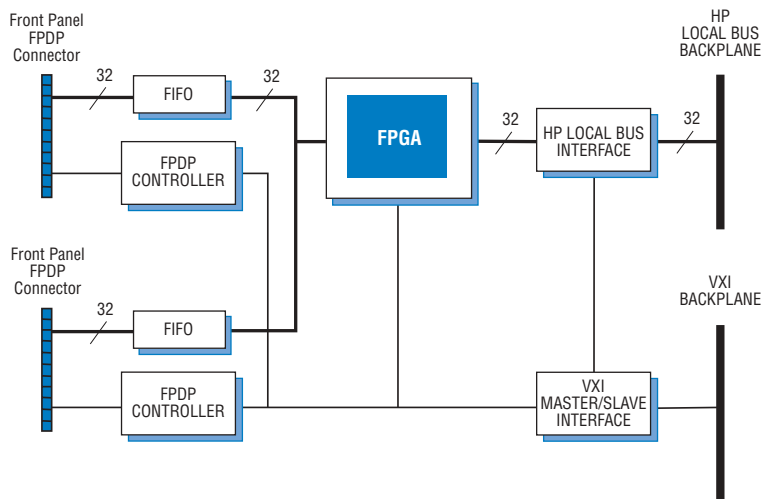 Front Panel
FPDP
Connector
HP
LOCAL BUS
BACKPLANE
32
FIFO
32
FPGA
32
HP LOCAL BUS
INTERFACE
32
FPDP
CONTROLLER
Front Panel
FPDP
Connector
VXI
BACKPLANE
32
FIFO
FPDP
CONTROLLER
VXI
MASTER/SLAVE
INTERFACE